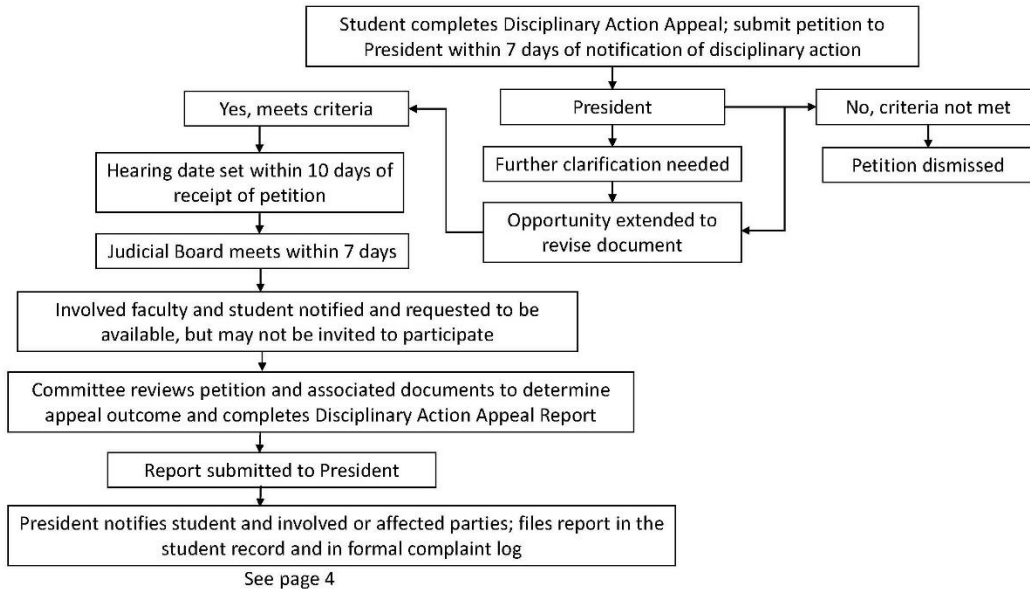 Student completes Disciplinary Action Appeal; submit petition to
President within 7 days of notification of disciplinary action
Yes, meets criteria
President
No, criteria not met
Further clarification needed
Petition dismissed
Hearing date set within 10 days of
receipt of petition
Opportunity extended to
revise document
Judicial Board meets within 7 days
Involved faculty and student notified and requested to be
available, but may not be invited to participate
Committee reviews petition and associated documents to determine
appeal outcome and completes Disciplinary Action Appeal Report
Report submitted to President
President notifies student and involved or affected parties; files report in the
student record and in formal complaint log
See page 4